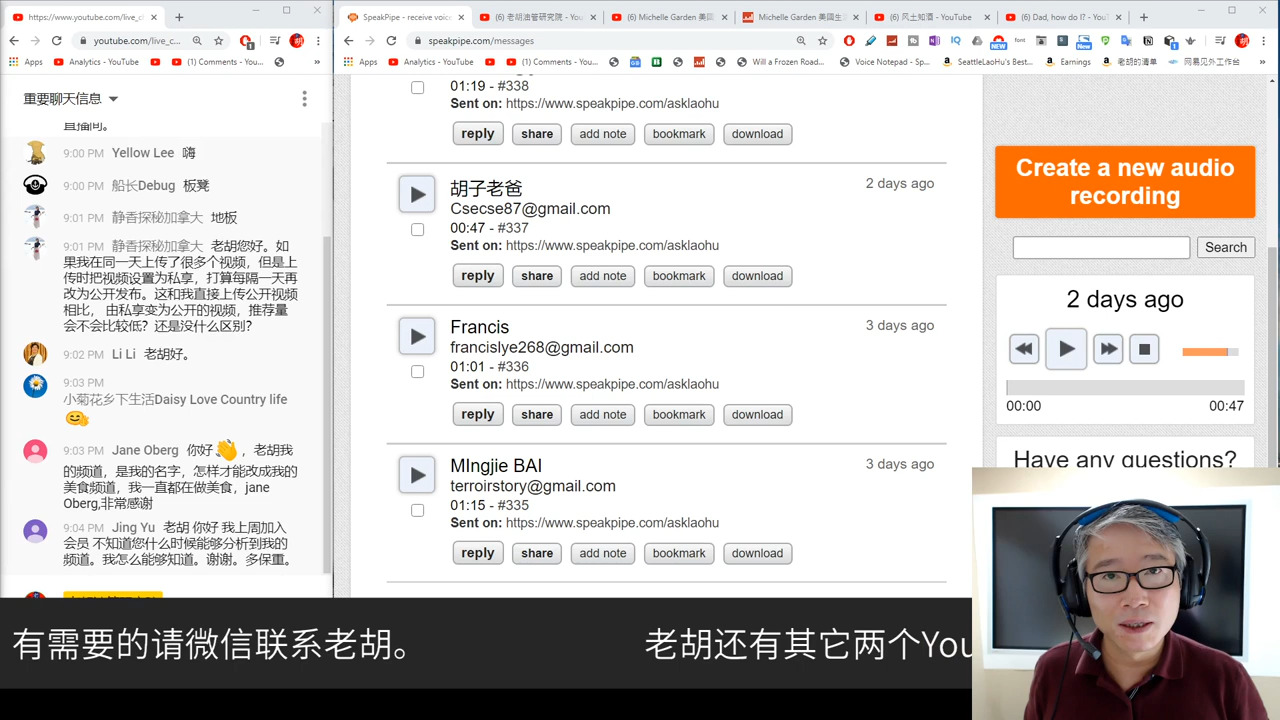 https://www.youtube.com/live_cl
SpeakPipe - receive voice
(6) 老胡油管研究院 - You
(6) Michelle Garden 美國
Michelle Garden 美國生
(6) 风土知酒 - YouTube
(6) Dad, how do I? - YouT
youtube.com/live_c...
speakpipe.com/messages
Apps
Analytics - YouTube
(1) Comments - You...
Apps
Analytics - YouTube
(1) Comments - You...
Will a Frozen Road...
Voice Notepad - Sp...
SeattleLaoHu's Best...
Earnings
老胡的清单
网易见外工作台
重要聊天信息
直播间。
9:00 PM Yellow Lee 嗨
9:00 PM 船长Debug 板凳
9:01 PM 静香探秘加拿大 地板
9:01 PM 静香探秘加拿大 老胡您好。如
果我在同一天上传了很多个视频，但是上
传时把视频设置为私享，打算每隔一天再
改为公开发布。这和我直接上传公开视频
相比， 由私享变为公开的视频，推荐量
会不会比较低？还是没什么区别？
9:02 PM Li Li 老胡好。
9:03 PM
小菊花乡下生活Daisy Love Country life
9:03 PM Jane Oberg 你好👋，老胡我
的频道，是我的名字，怎样才能改成我的
美食频道，我一直都在做美食，jane
Oberg,非常感谢
9:04 PM Jing Yu 老胡 你好 我上周加入
会员 不知道您什么时候能够分析到我的
频道。我怎么能够知道。谢谢。多保重。
01:19 - #338
Sent on: https://www.speakpipe.com/asklaohu
reply share add note bookmark download
胡子老爸 2 days ago
Csecse87@gmail.com
00:47 - #337
Sent on: https://www.speakpipe.com/asklaohu
reply share add note bookmark download
Francis 3 days ago
francislye268@gmail.com
01:01 - #336
Sent on: https://www.speakpipe.com/asklaohu
reply share add note bookmark download
MIngjie BAI 3 days ago
terroirstory@gmail.com
01:15 - #335
Sent on: https://www.speakpipe.com/asklaohu
reply share add note bookmark download
Create a new audio
recording
Search
2 days ago
00:00 00:47
Have any questions?
有需要的请微信联系老胡。 老胡还有其它两个You